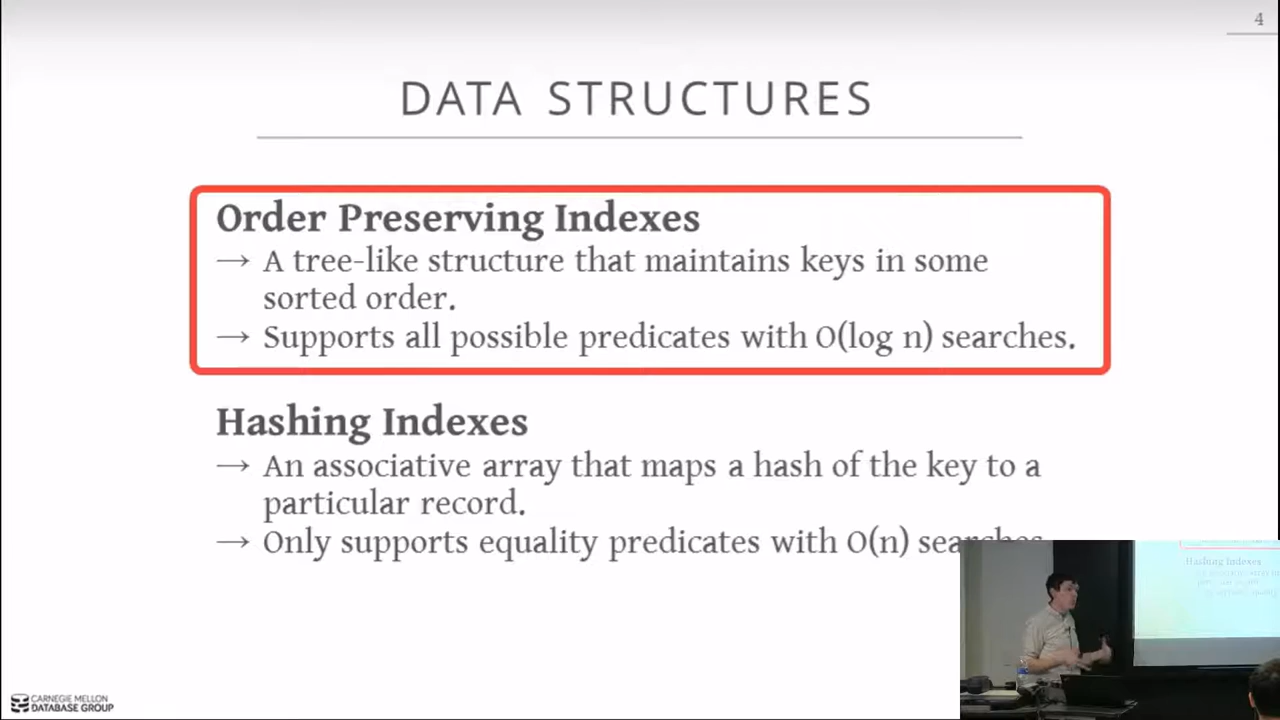 4
DATA STRUCTURES
Order Preserving Indexes
→ A tree-like structure that maintains keys in some
sorted order.
→ Supports all possible predicates with O(log n) searches.
Hashing Indexes
→ An associative array that maps a hash of the key to a
particular record.
→ Only supports equality predicates with O(n) searches.
Hashing Indexes
CARNEGIE MELLON
DATABASE GROUP